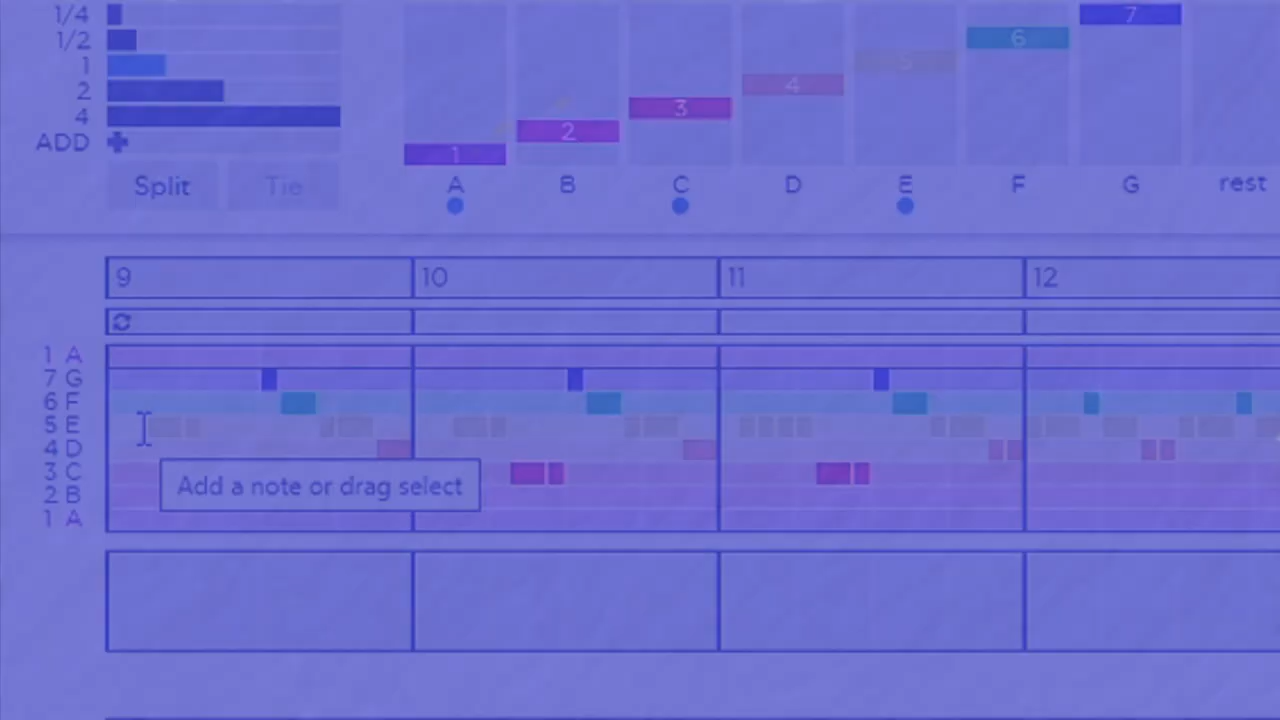 1/4
1/2
1
2
4
ADD
Split Tie
1 2 3 4 5 6 7
A B C D E F G rest
9 10 11 12
1 A
7 G
6 F
5 E
4 D
3 C
2 B
1 A
Add a note or drag select